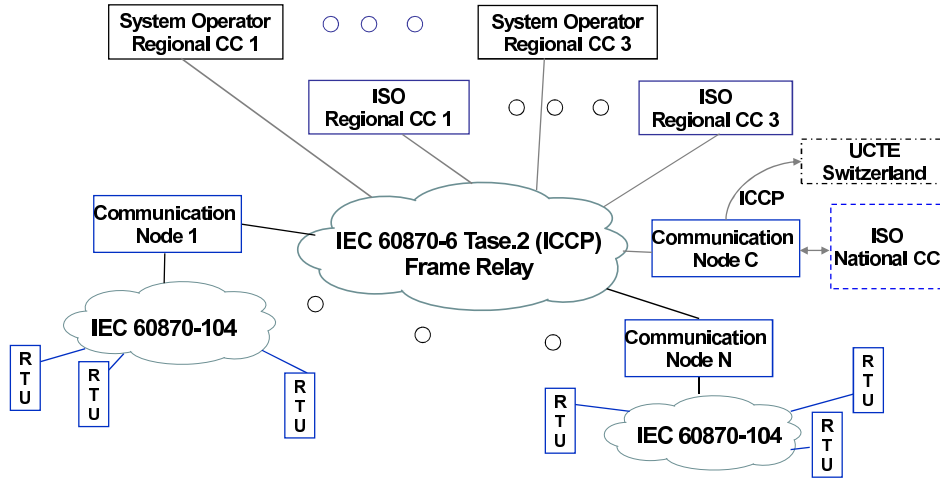 System Operator
Regional CC 1
System Operator
Regional CC 3
ISO
Regional CC 1
ISO
Regional CC 3
UCTE
Switzerland
ICCP
Communication
Node 1
IEC 60870-6 Tase.2 (ICCP)
Frame Relay
Communication
Node C
ISO
National CC
IEC 60870-104
Communication
Node N
R
T
U
R
T
U
R
T
U
R
T
U
IEC 60870-104
R
T
U
R
T
U